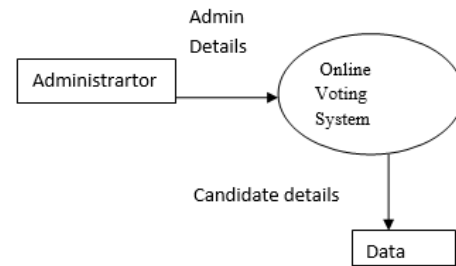 Admin
Details
Administrartor
Online
Voting
System
Candidate details
Data